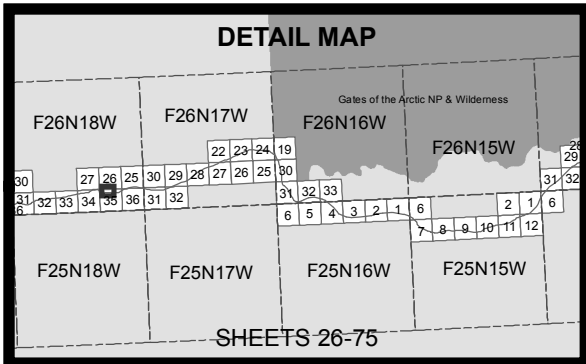 DETAIL MAP
Gates of the Arctic NP & Wilderness
F26N18W F26N17W F26N16W F26N15W
22 23 24 19
27 26 25 30 29 28 27 26 25 30
30
31 32 33 34 35 36 31 32
6
31 32 33
6 5 4 3 2 1 6
7 8 9 10 11 12
2 1 6
28
29
31 32
F25N18W F25N17W F25N16W F25N15W
SHEETS 26-75